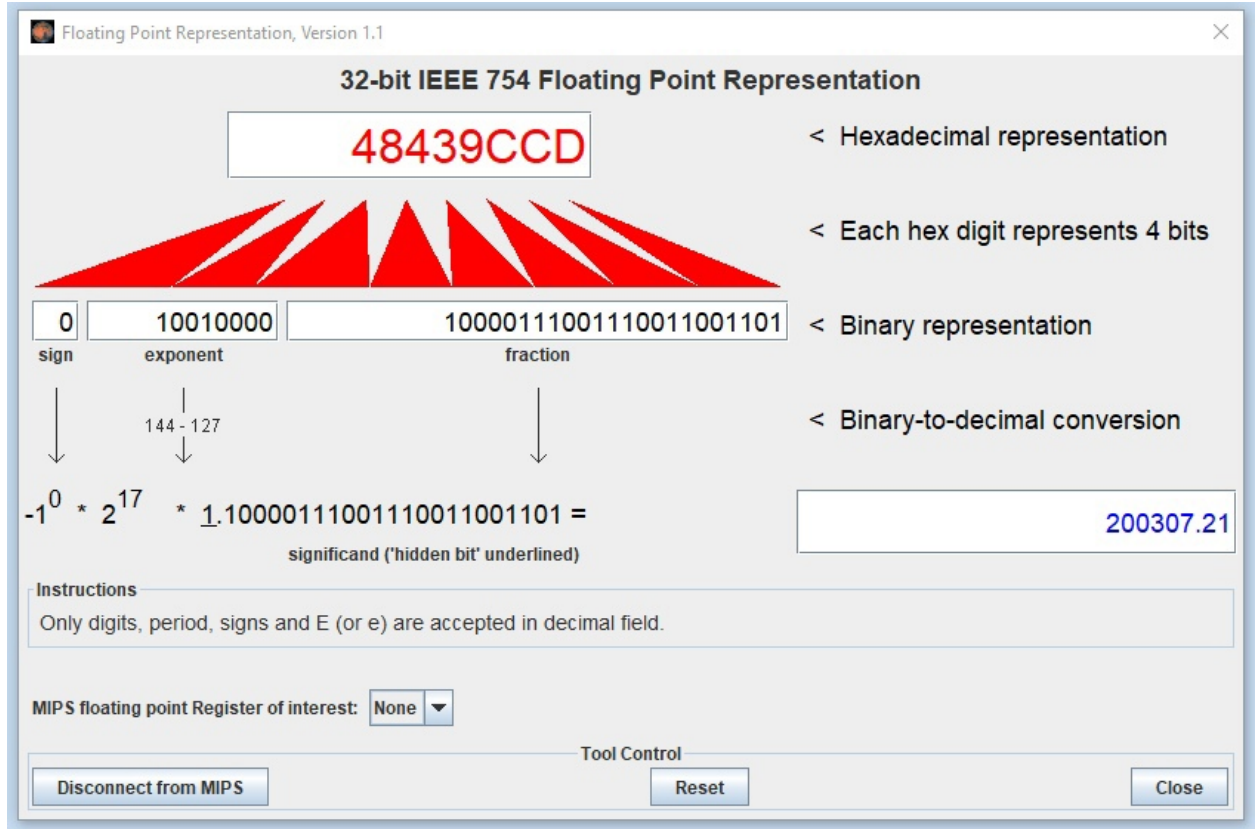 Floating Point Representation, Version 1.1
32-bit IEEE 754 Floating Point Representation
48439CCD
< Hexadecimal representation
< Each hex digit represents 4 bits
0 10010000 10000111001110011001101 < Binary representation
sign exponent fraction
144 - 127
< Binary-to-decimal conversion
-1^0 * 2^17 * 1.10000111001110011001101 =
200307.21
significand ('hidden bit' underlined)
Instructions
Only digits, period, signs and E (or e) are accepted in decimal field.
MIPS floating point Register of interest: None
Tool Control
Disconnect from MIPS Reset Close